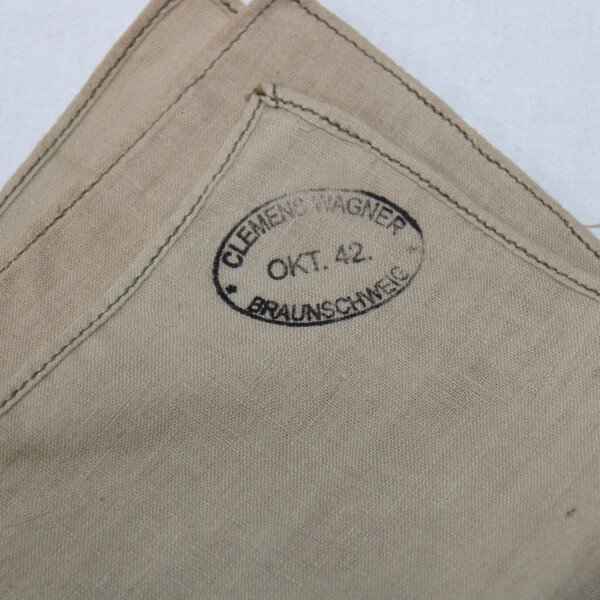 CLEMENS WAGNER
OKT. 42.
* BRAUNSCHWEIG *